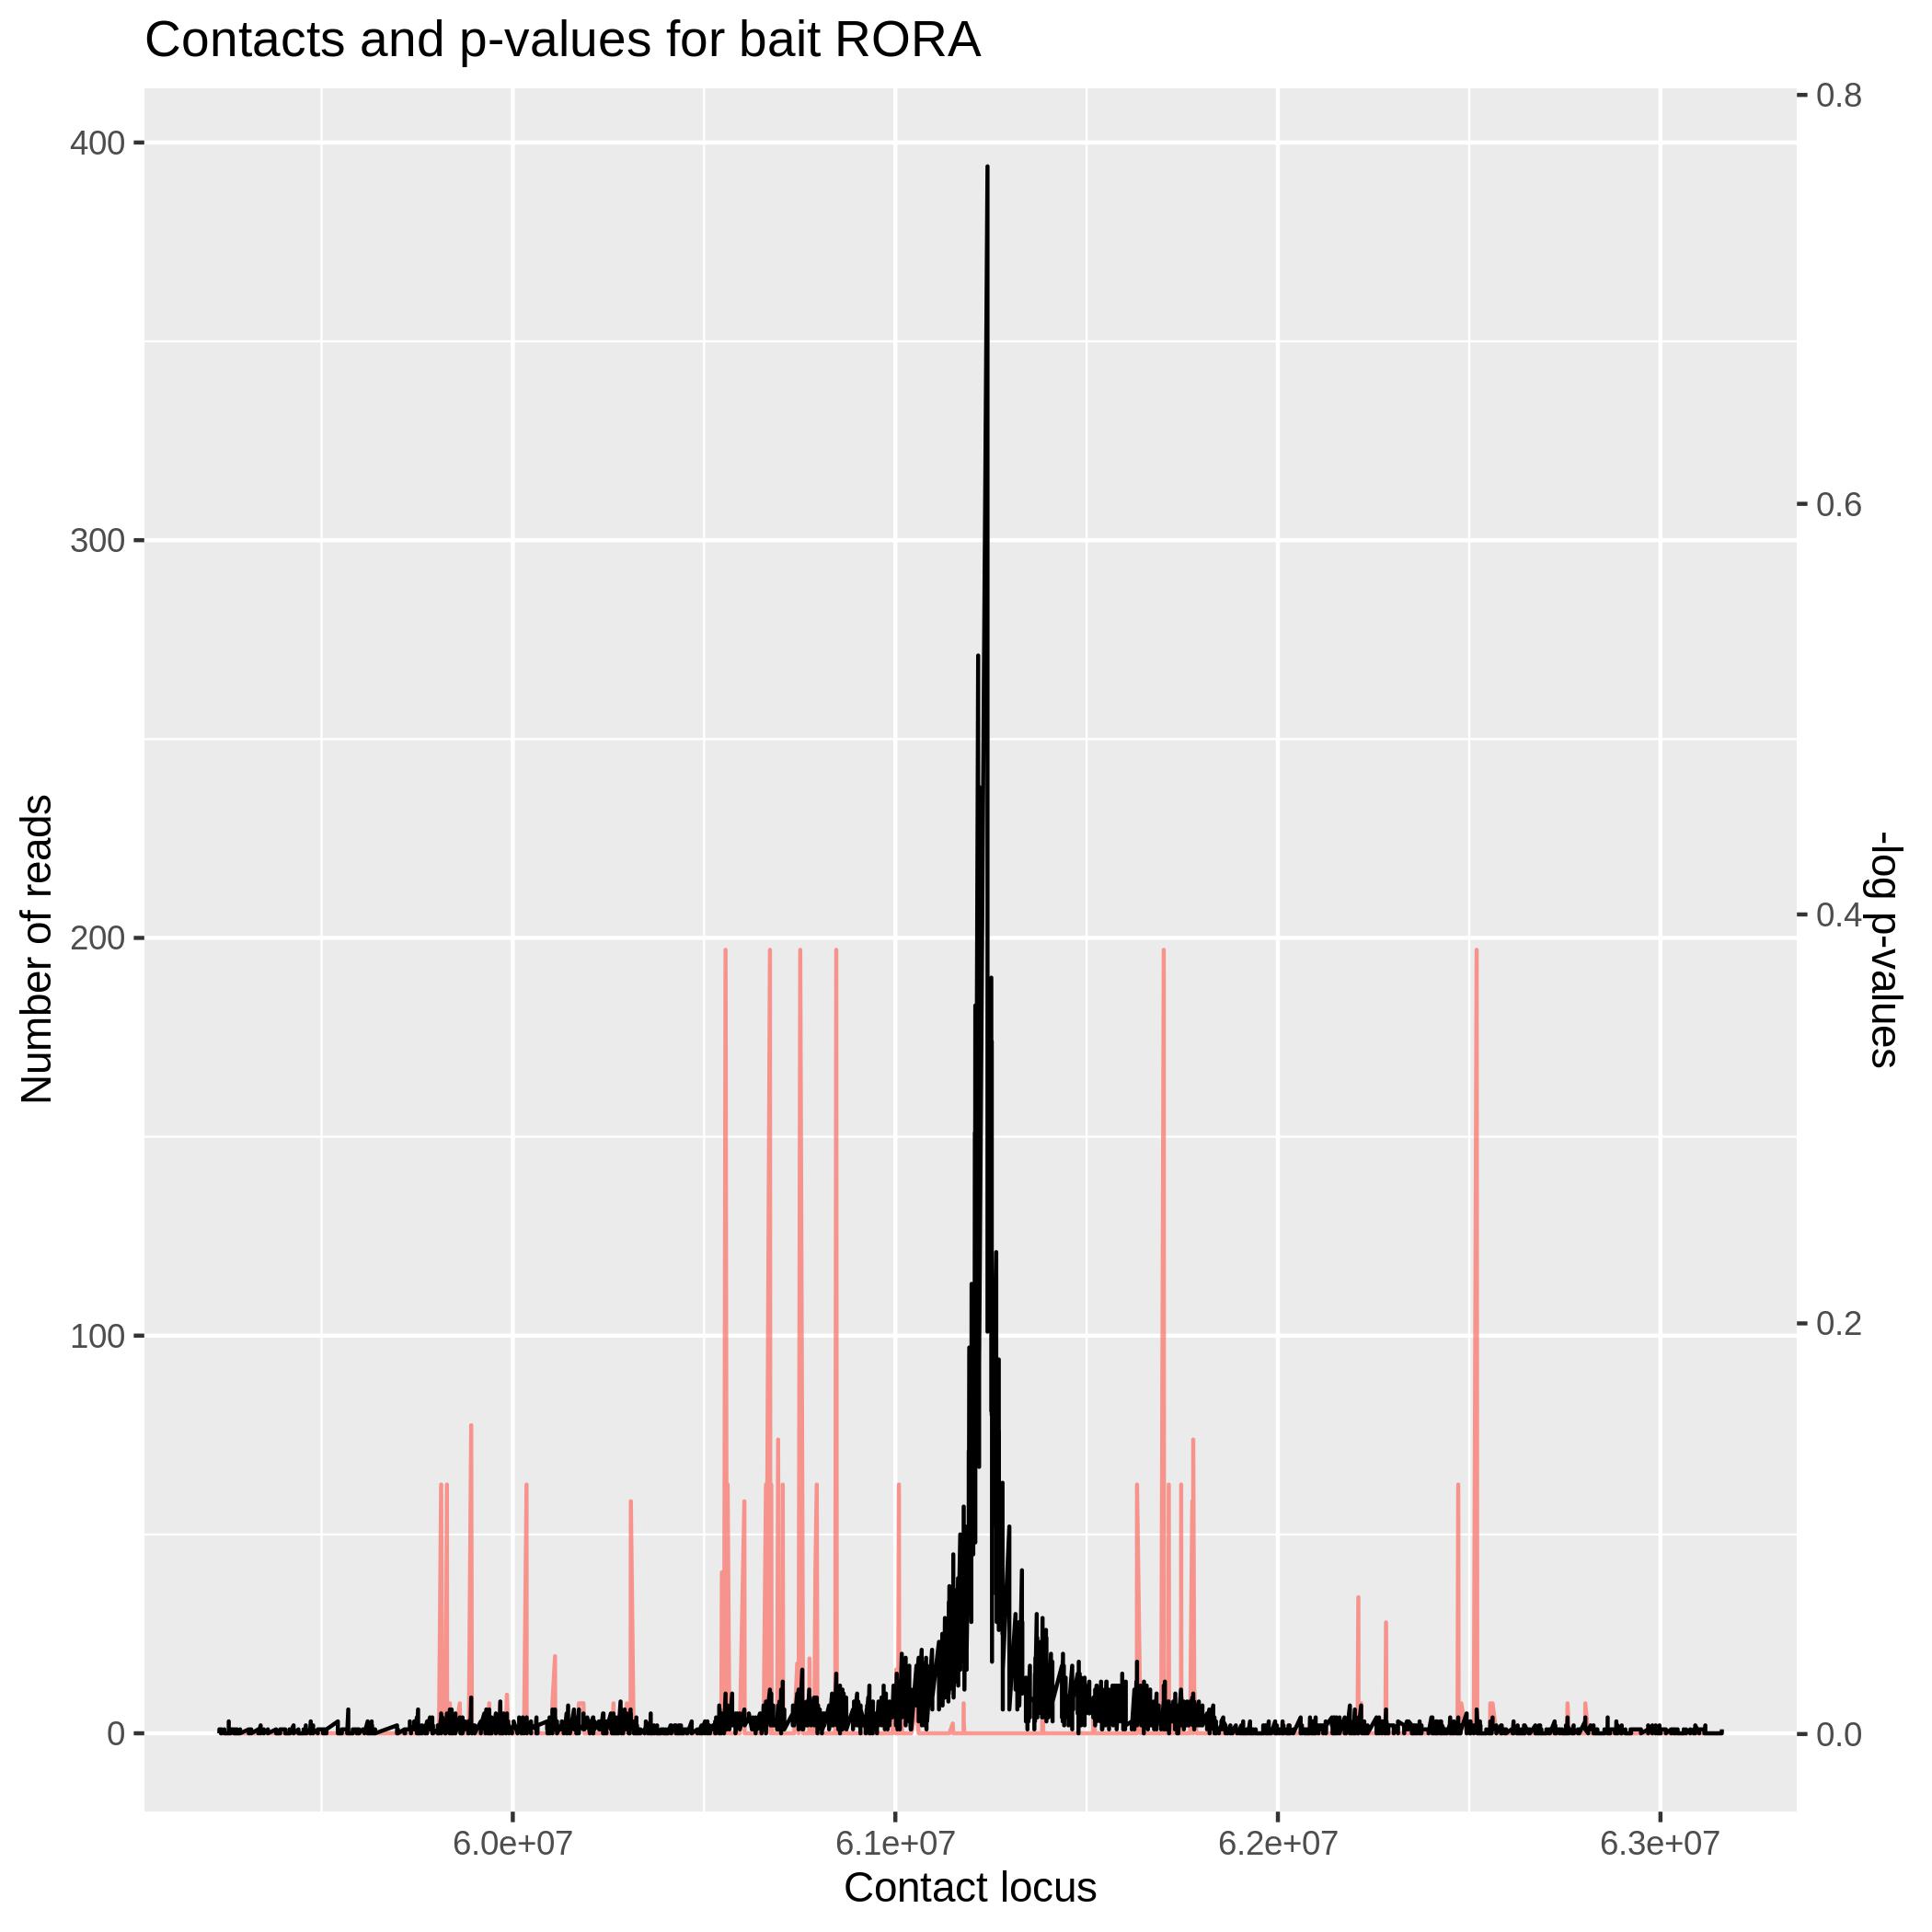 Contacts and p-values for bait RORA
Number of reads
400
300
200
100
0
0.8
0.6
0.4
0.2
0.0
-log p-values
6.0e+07
6.1e+07
6.2e+07
6.3e+07
Contact locus